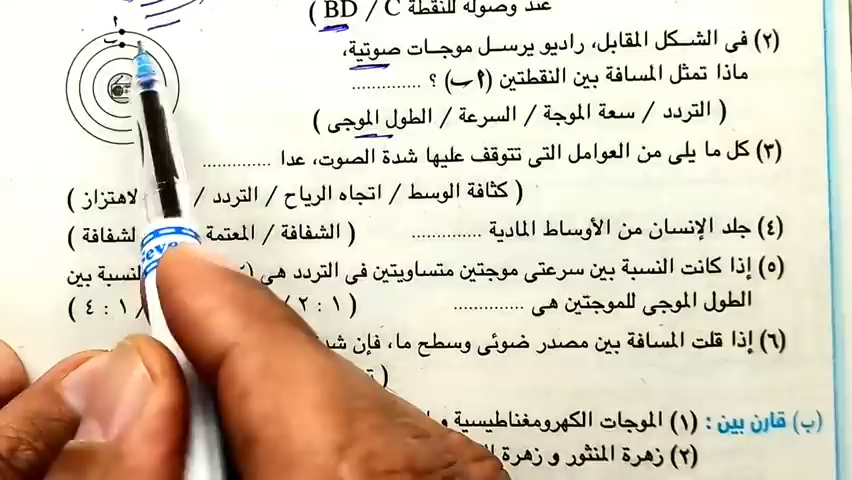 عند وصوله للنقطة BD / C )
(٢) فى الشكل المقابل، راديو يرسل موجات صوتية،
ماذا تمثل المسافة بين النقطتين (أ ، ب) ؟ ..............
( التردد / سعة الموجة / السرعة / الطول الموجى )
أ
ب
(٣) كل ما يلى من العوامل التى تتوقف عليها شدة الصوت، عدا ..............
( كثافة الوسط / اتجاه الرياح / التردد /
(٤) جلد الإنسان من الأوساط المادية ..............
( الشفافة / المعتمة
(٥) إذا كانت النسبة بين سرعتى موجتين متساويتين فى التردد هى النسبة بين
الطول الموجى للموجتين هى ..............
١ : ٢ / ١ : ٤ )
(٦) إذا قلت المسافة بين مصدر ضوئى وسطح ما، فإن
(ب) قارن بين : (١) الموجات الكهرومغناطيسية
(٢) زهرة المنثور و زهرة